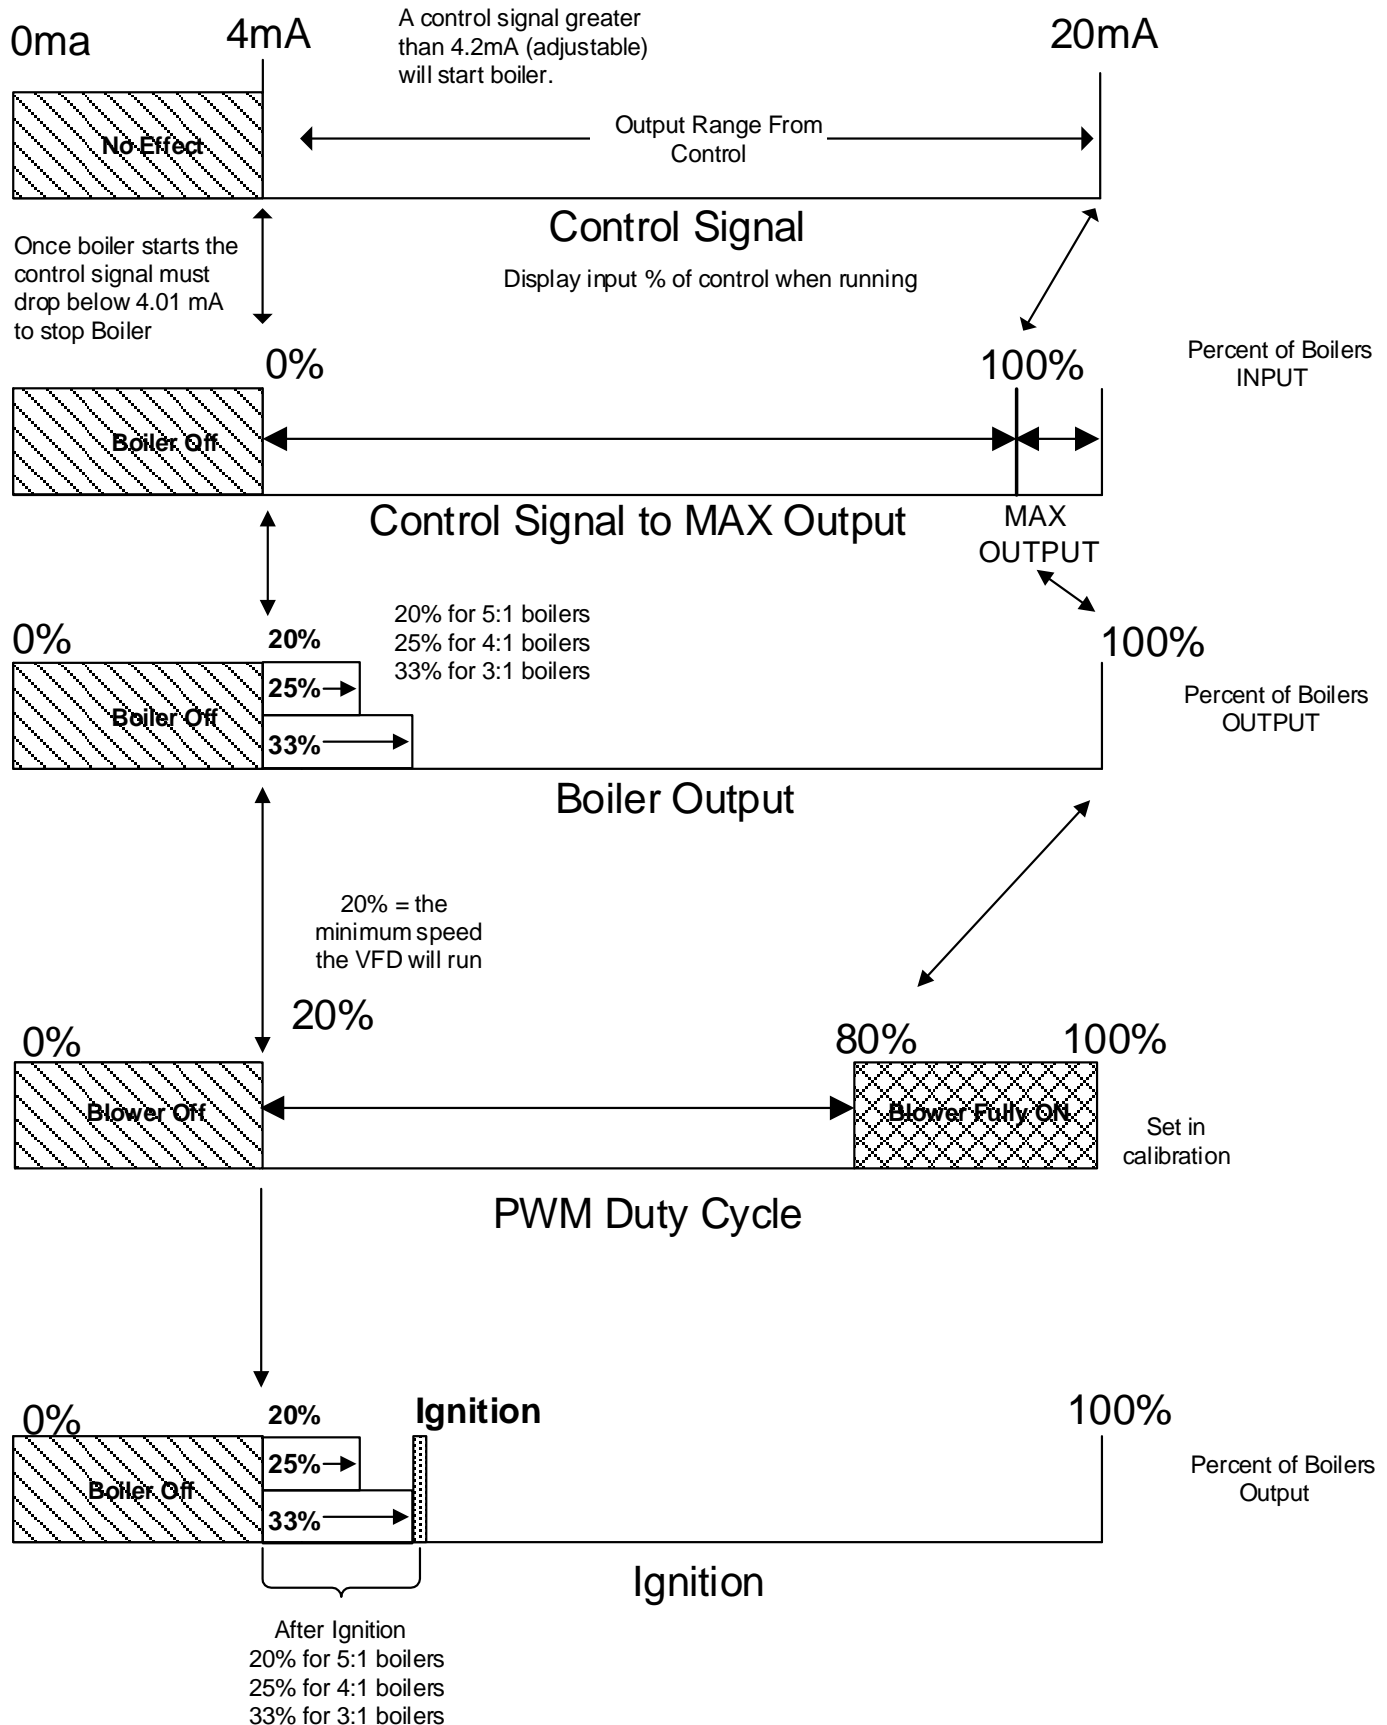 0ma
4mA
A control signal greater
than 4.2mA (adjustable)
will start boiler.
20mA
No Effect
Output Range From
Control
Control Signal
Once boiler starts the
control signal must
drop below 4.01 mA
to stop Boiler
Display input % of control when running
0%
100%
Percent of Boilers
INPUT
Boiler Off
Control Signal to MAX Output
MAX
OUTPUT
0%
20%
20% for 5:1 boilers
25% for 4:1 boilers
33% for 3:1 boilers
100%
25%
Boiler Off
33%
Percent of Boilers
OUTPUT
Boiler Output
20% = the
minimum speed
the VFD will run
0%
20%
80%
100%
Blower Off
Blower Fully ON
Set in
calibration
PWM Duty Cycle
0%
20%
Ignition
100%
25%
Boiler Off
33%
Percent of Boilers
Output
Ignition
After Ignition
20% for 5:1 boilers
25% for 4:1 boilers
33% for 3:1 boilers